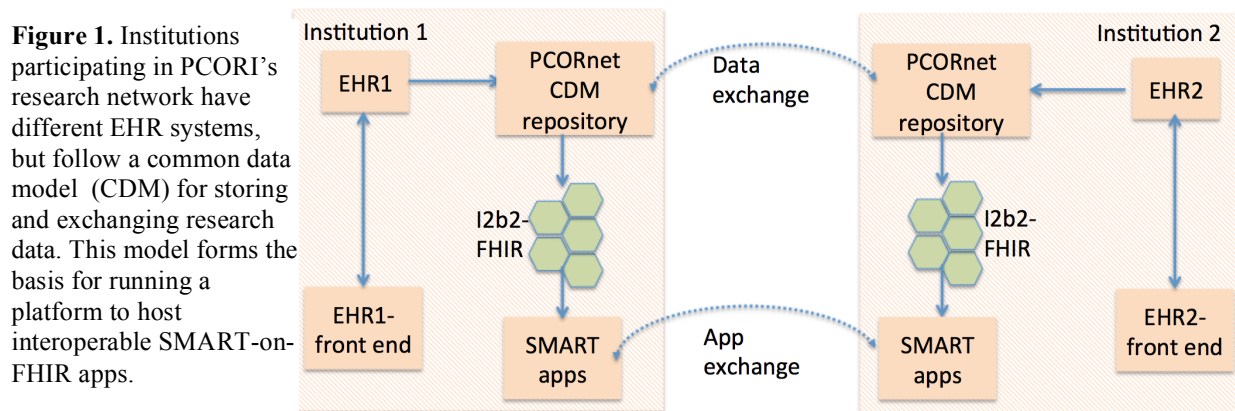 Figure 1. Institutions
participating in PCORI’s
research network have
different EHR systems,
but follow a common data
model (CDM) for storing
and exchanging research
data. This model forms the
basis for running a
platform to host
interoperable SMART-on-
FHIR apps.
Institution 1
EHR1
PCORnet
CDM
repository
I2b2-
FHIR
EHR1-
front end
SMART
apps
Data
exchange
App
exchange
Institution 2
PCORnet
CDM
repository
EHR2
I2b2-
FHIR
SMART
apps
EHR2-
front end